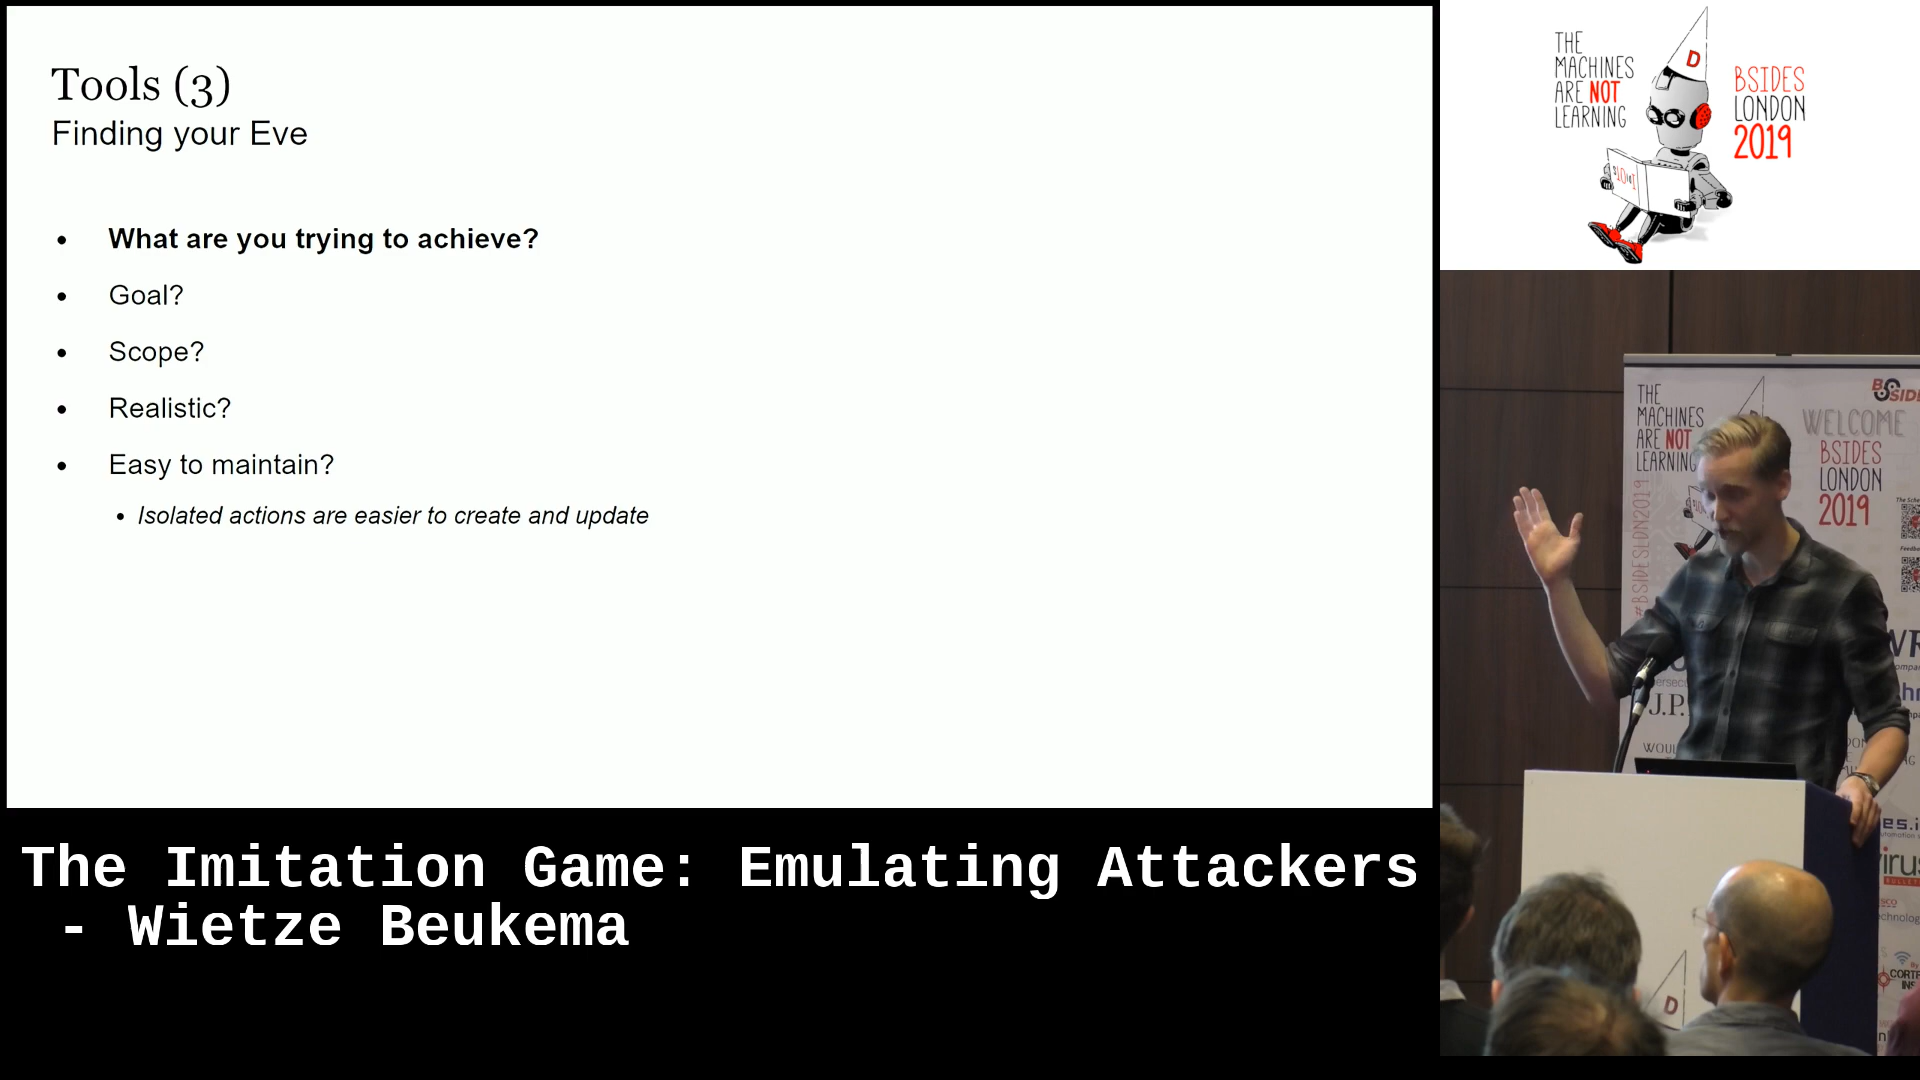 Tools (3)
Finding your Eve
What are you trying to achieve?
Goal?
Scope?
Realistic?
Easy to maintain?
Isolated actions are easier to create and update
The Imitation Game: Emulating Attackers
- Wietze Beukema
THE
MACHINES
ARE NOT
LEARNING
BSIDES
LONDON
2019
D
THE
MACHINES
ARE NOT
LEARNING
WELCOME
BSIDES
LONDON
2019
#BSIDESLDN2019
J.P.
D